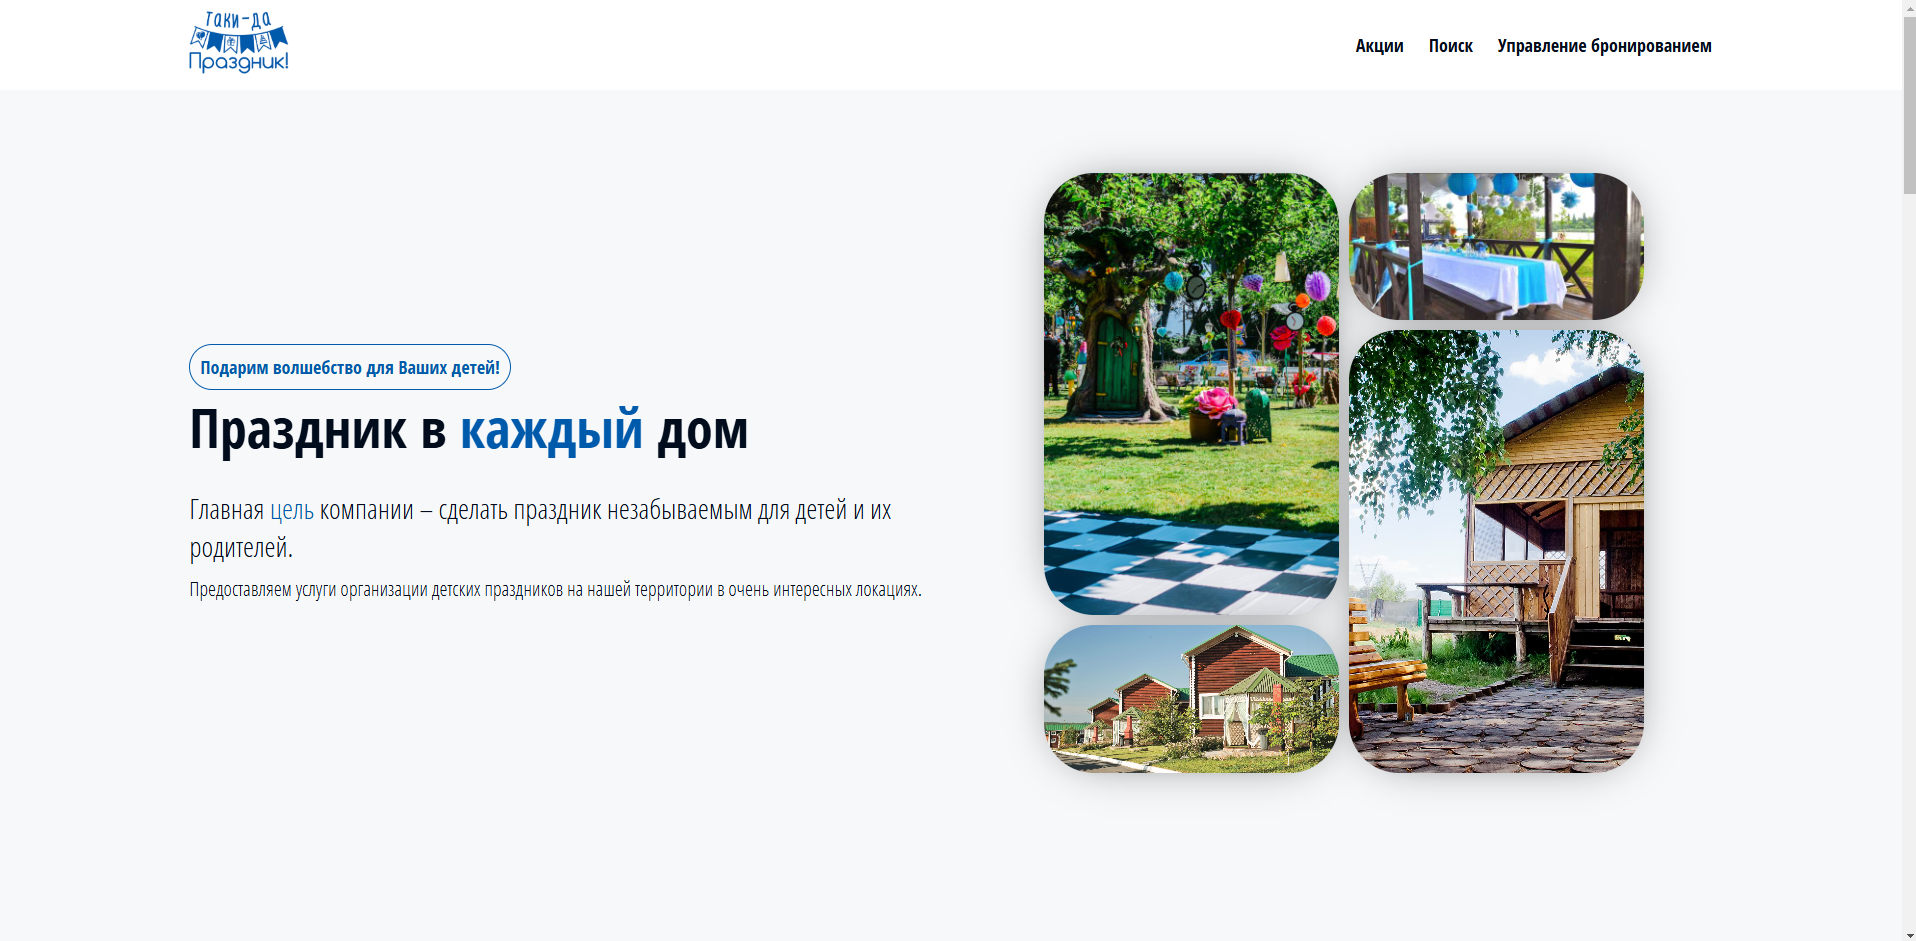 таки-да
Праздник!
Акции Поиск Управление бронированием
Подарим волшебство для Ваших детей!
Праздник в каждый дом
Главная цель компании – сделать праздник незабываемым для детей и их
родителей.
Предоставляем услуги организации детских праздников на нашей территории в очень интересных локациях.